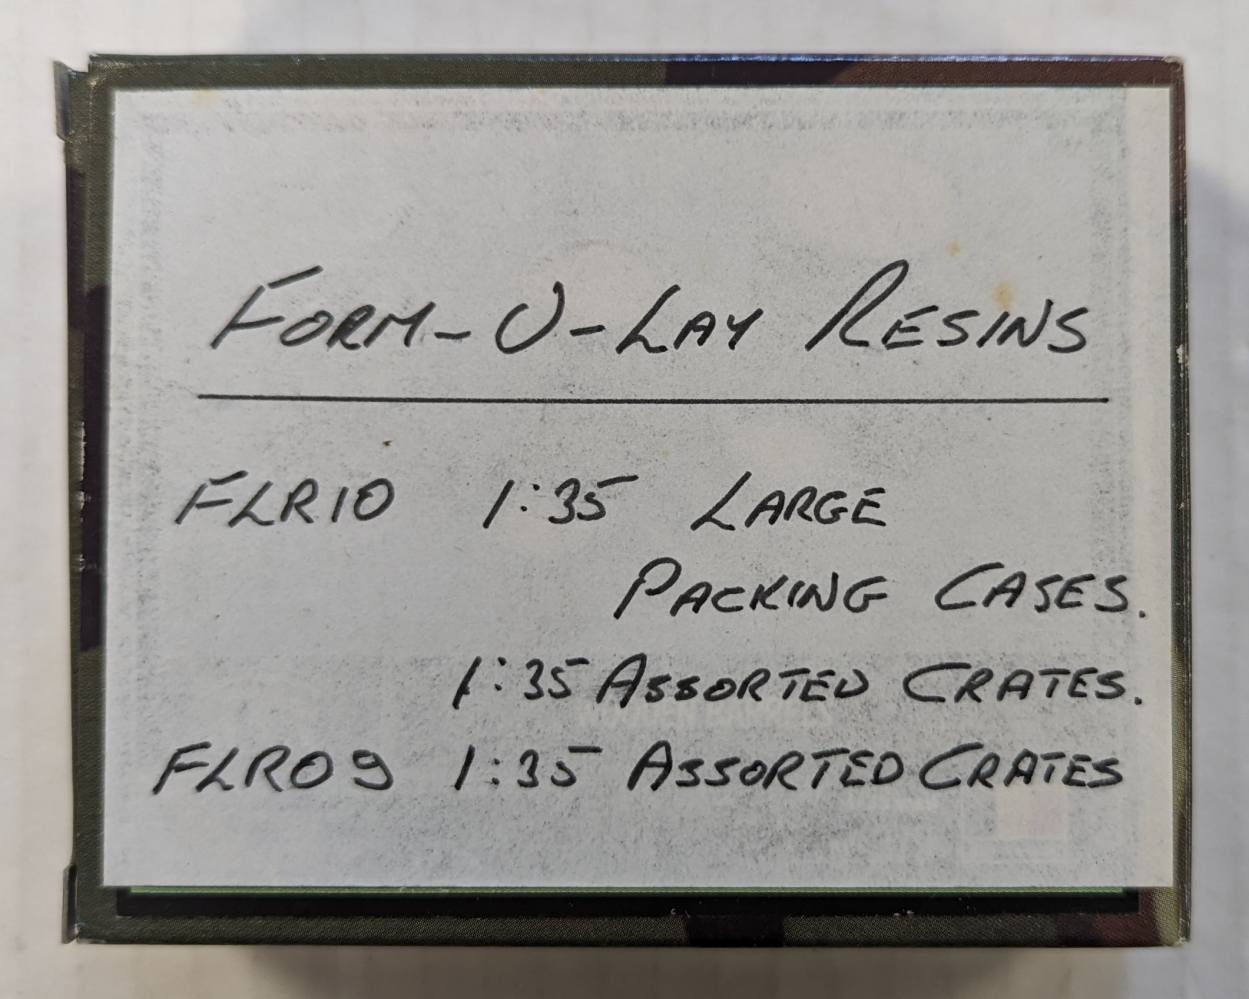 FORM-U-LAY RESINS
FLR10 1:35 LARGE
PACKING CASES.
1:35 ASSORTED CRATES.
FLR09 1:35 ASSORTED CRATES